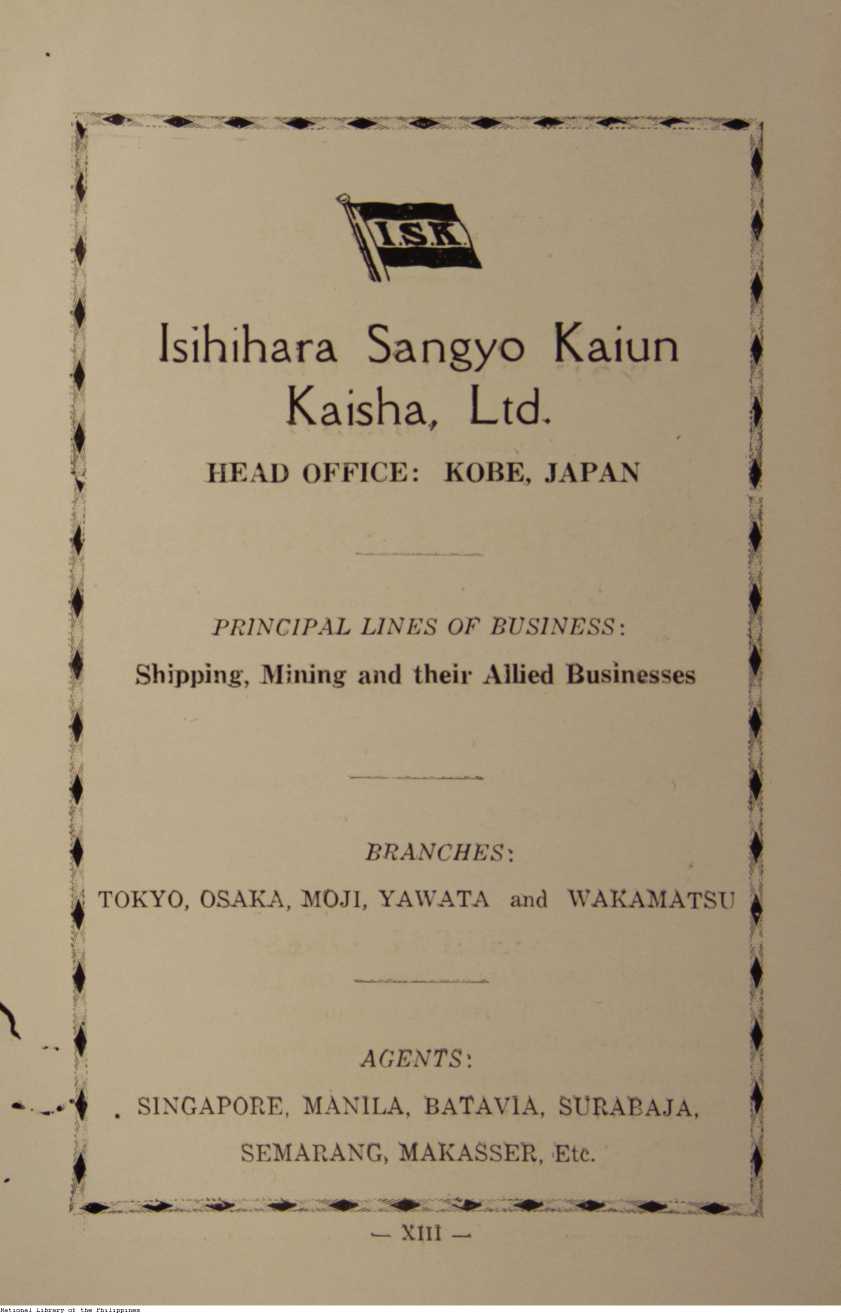 I.S.K.
Isihihara Sangyo Kaiun
Kaisha, Ltd.
HEAD OFFICE: KOBE, JAPAN
PRINCIPAL LINES OF BUSINESS:
Shipping, Mining and their Allied Businesses
BRANCHES:
TOKYO, OSAKA, MOJI, YAWATA and WAKAMATSU
AGENTS:
SINGAPORE, MANILA, BATAVIA, SURABAJA,
SEMARANG, MAKASSER, Etc.
— XIII —
National Library of the Philippines